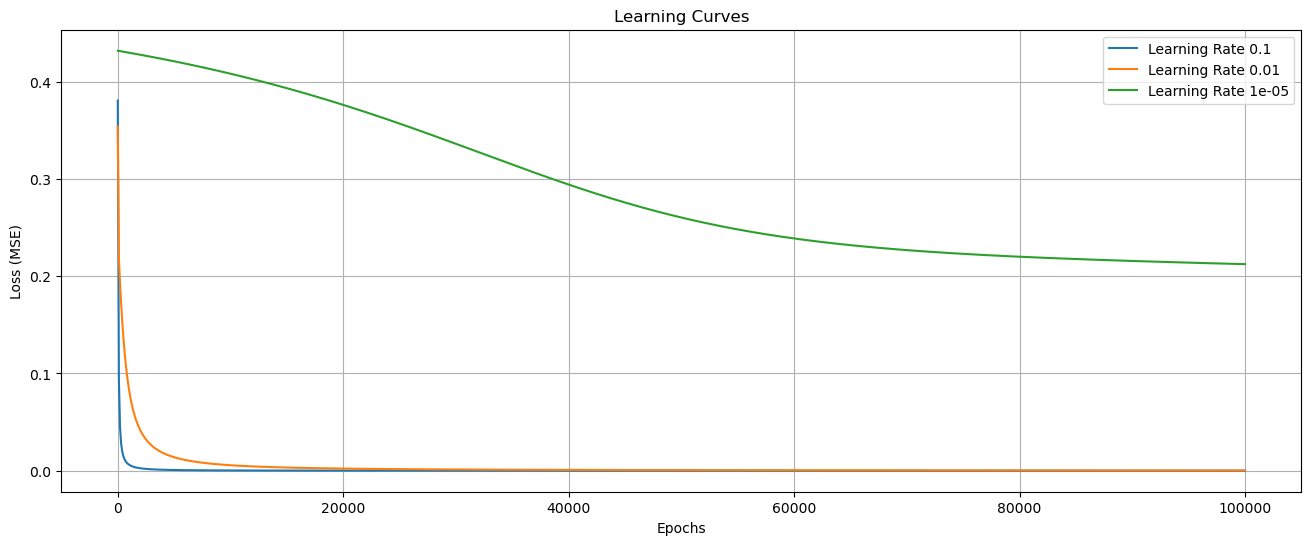 Learning Curves
Learning Rate 0.1
Learning Rate 0.01
Learning Rate 1e-05
Loss (MSE)
0.4
0.3
0.2
0.1
0.0
0 20000 40000 60000 80000 100000
Epochs